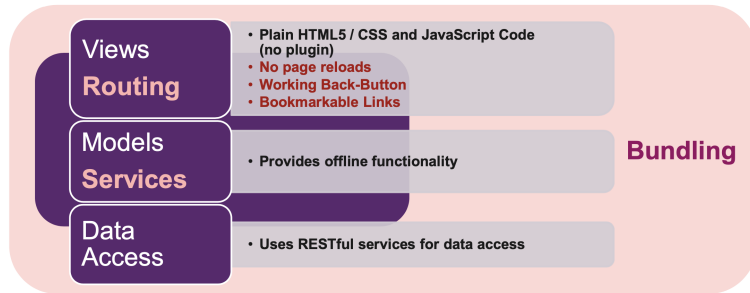 Views
Routing
• Plain HTML5 / CSS and JavaScript Code
(no plugin)
• No page reloads
• Working Back-Button
• Bookmarkable Links
Models
Services
• Provides offline functionality
Bundling
Data
Access
• Uses RESTful services for data access